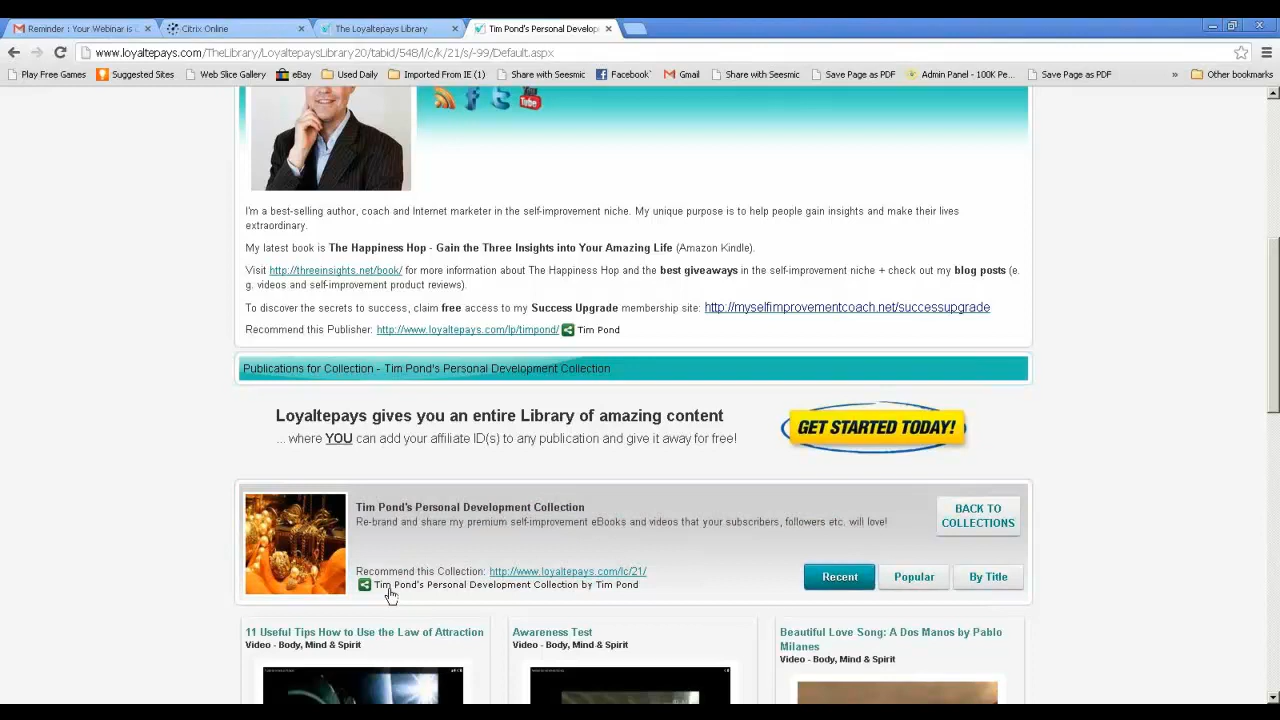 Reminder : Your Webinar is
Citrix Online
The Loyaltepays Library
Tim Pond's Personal Develop
www.loyaltepays.com/TheLibrary/LoyaltepaysLibrary20/tabid/548/l/c/k/21/s/-99/Default.aspx
Play Free Games
Suggested Sites
Web Slice Gallery
eBay
Used Daily
Imported From IE (1)
Share with Seesmic
Facebook
Gmail
Share with Seesmic
Save Page as PDF
Admin Panel - 100K Pe...
Save Page as PDF
»
Other bookmarks
You Tube
I'm a best-selling author, coach and Internet marketer in the self-improvement niche. My unique purpose is to help people gain insights and make their lives
extraordinary.
My latest book is The Happiness Hop - Gain the Three Insights into Your Amazing Life (Amazon Kindle).
Visit http://threeinsights.net/book/ for more information about The Happiness Hop and the best giveaways in the self-improvement niche + check out my blog posts (e.
g. videos and self-improvement product reviews).
To discover the secrets to success, claim free access to my Success Upgrade membership site: http://myselfimprovementcoach.net/successupgrade
Recommend this Publisher: http://www.loyaltepays.com/lp/timpond/ Tim Pond
Publications for Collection - Tim Pond's Personal Development Collection
Loyaltepays gives you an entire Library of amazing content
... where YOU can add your affiliate ID(s) to any publication and give it away for free!
GET STARTED TODAY!
Tim Pond's Personal Development Collection
Re-brand and share my premium self-improvement eBooks and videos that your subscribers, followers etc. will love!
BACK TO
COLLECTIONS
Recommend this Collection: http://www.loyaltepays.com/lc/21/
Tim Pond's Personal Development Collection by Tim Pond
Recent
Popular
By Title
11 Useful Tips How to Use the Law of Attraction
Video - Body, Mind & Spirit
Awareness Test
Video - Body, Mind & Spirit
Beautiful Love Song: A Dos Manos by Pablo
Milanes
Video - Body, Mind & Spirit